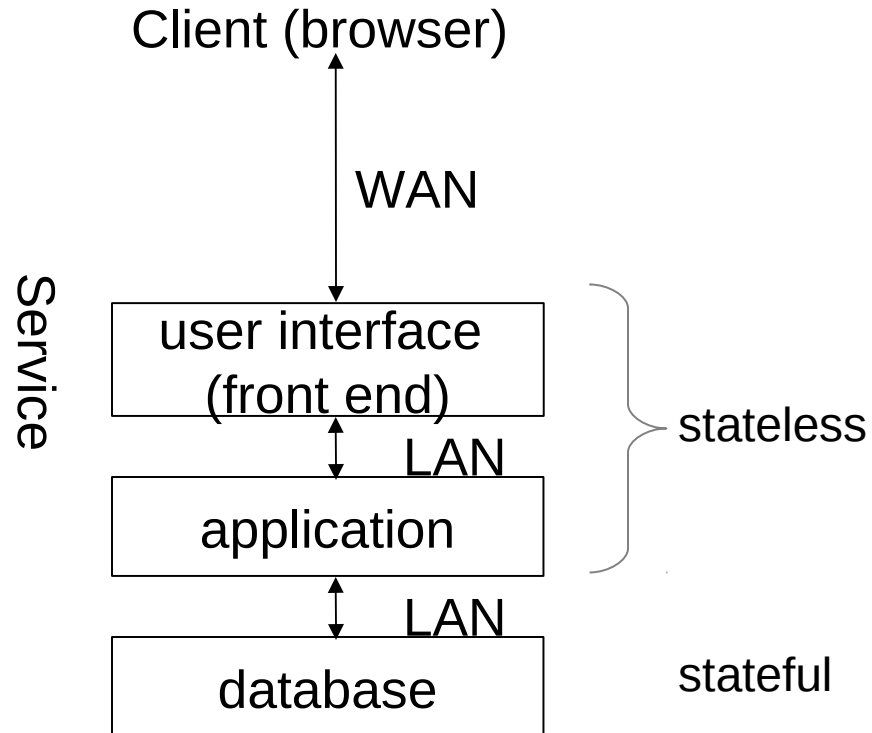 Client (browser)
WAN
Service
user interface
(front end)
LAN
stateless
application
LAN
database
stateful